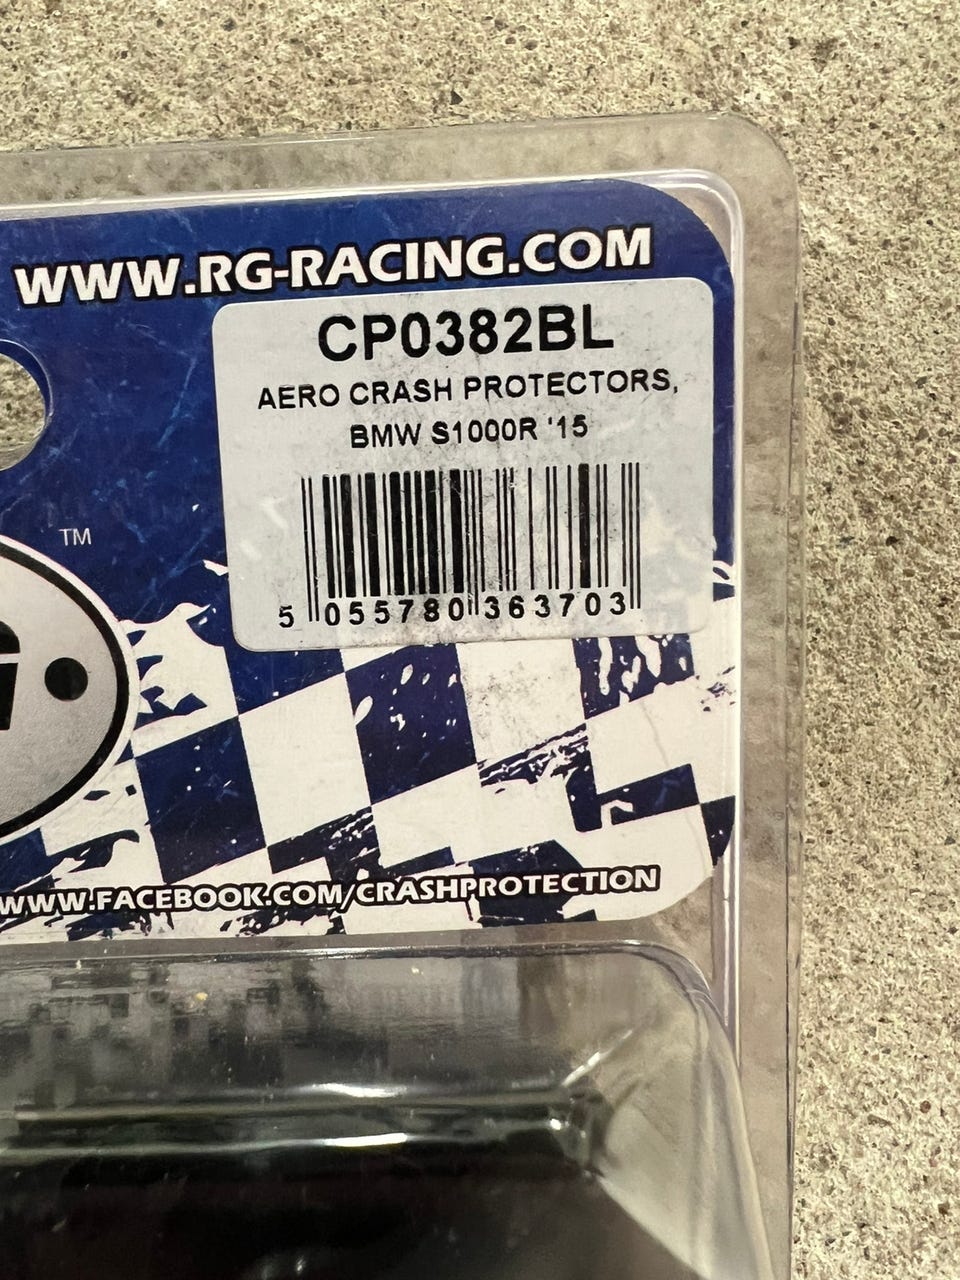 WWW.RG-RACING.COM
CP0382BL
AERO CRASH PROTECTORS,
BMW S1000R '15
5 055780 363703
TM
G
WWW.FACEBOOK.COM/CRASHPROTECTION